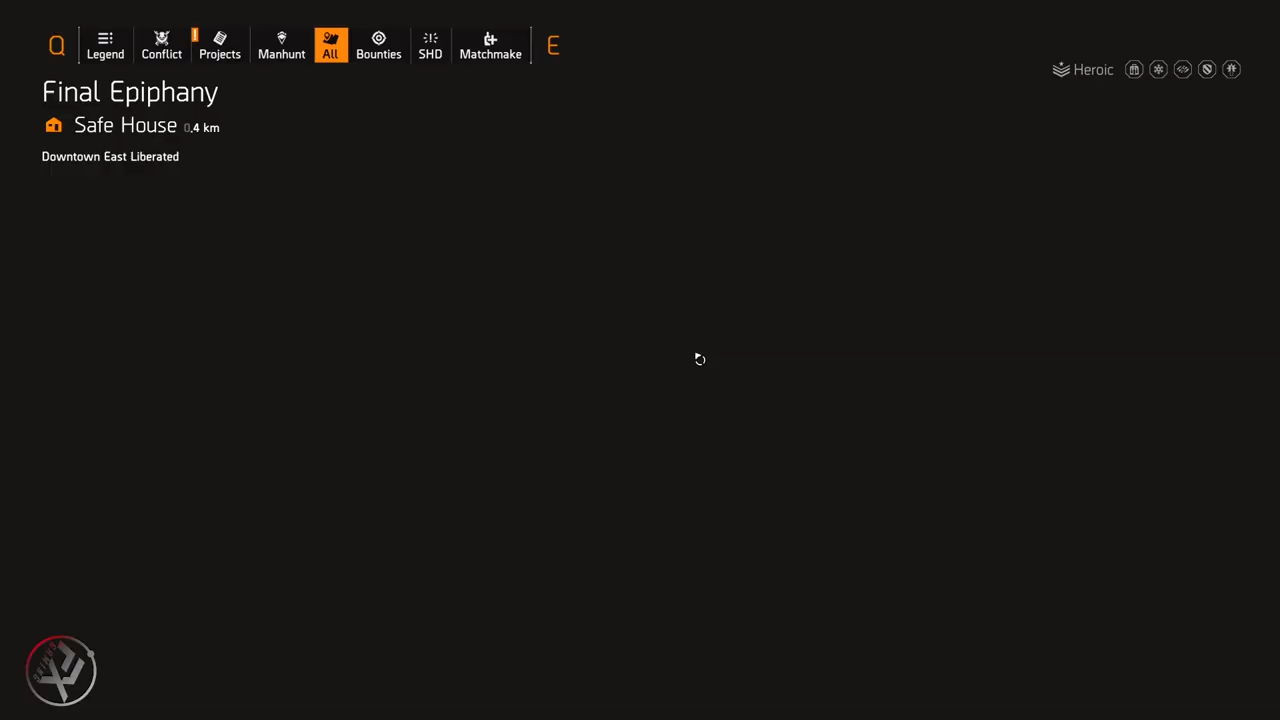 Q Legend Conflict Projects Manhunt All Bounties SHD Matchmake E
Heroic
Final Epiphany
Safe House 0.4 km
Downtown East Liberated